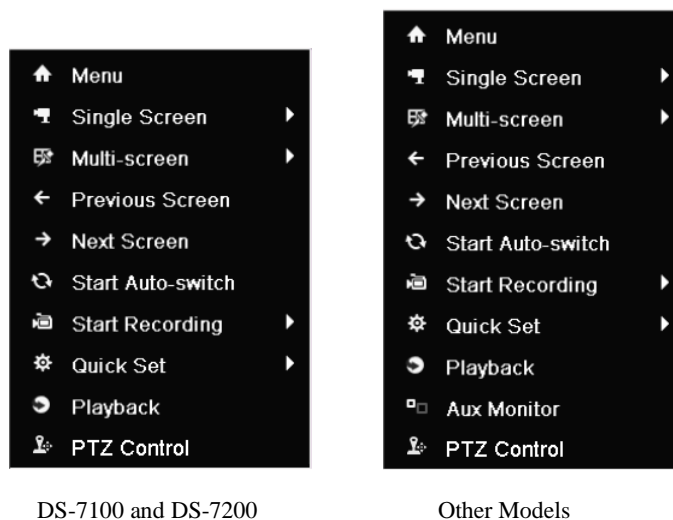 Menu
Single Screen
Multi-screen
Previous Screen
Next Screen
Start Auto-switch
Start Recording
Quick Set
Playback
PTZ Control
DS-7100 and DS-7200
Menu
Single Screen
Multi-screen
Previous Screen
Next Screen
Start Auto-switch
Start Recording
Quick Set
Playback
Aux Monitor
PTZ Control
Other Models